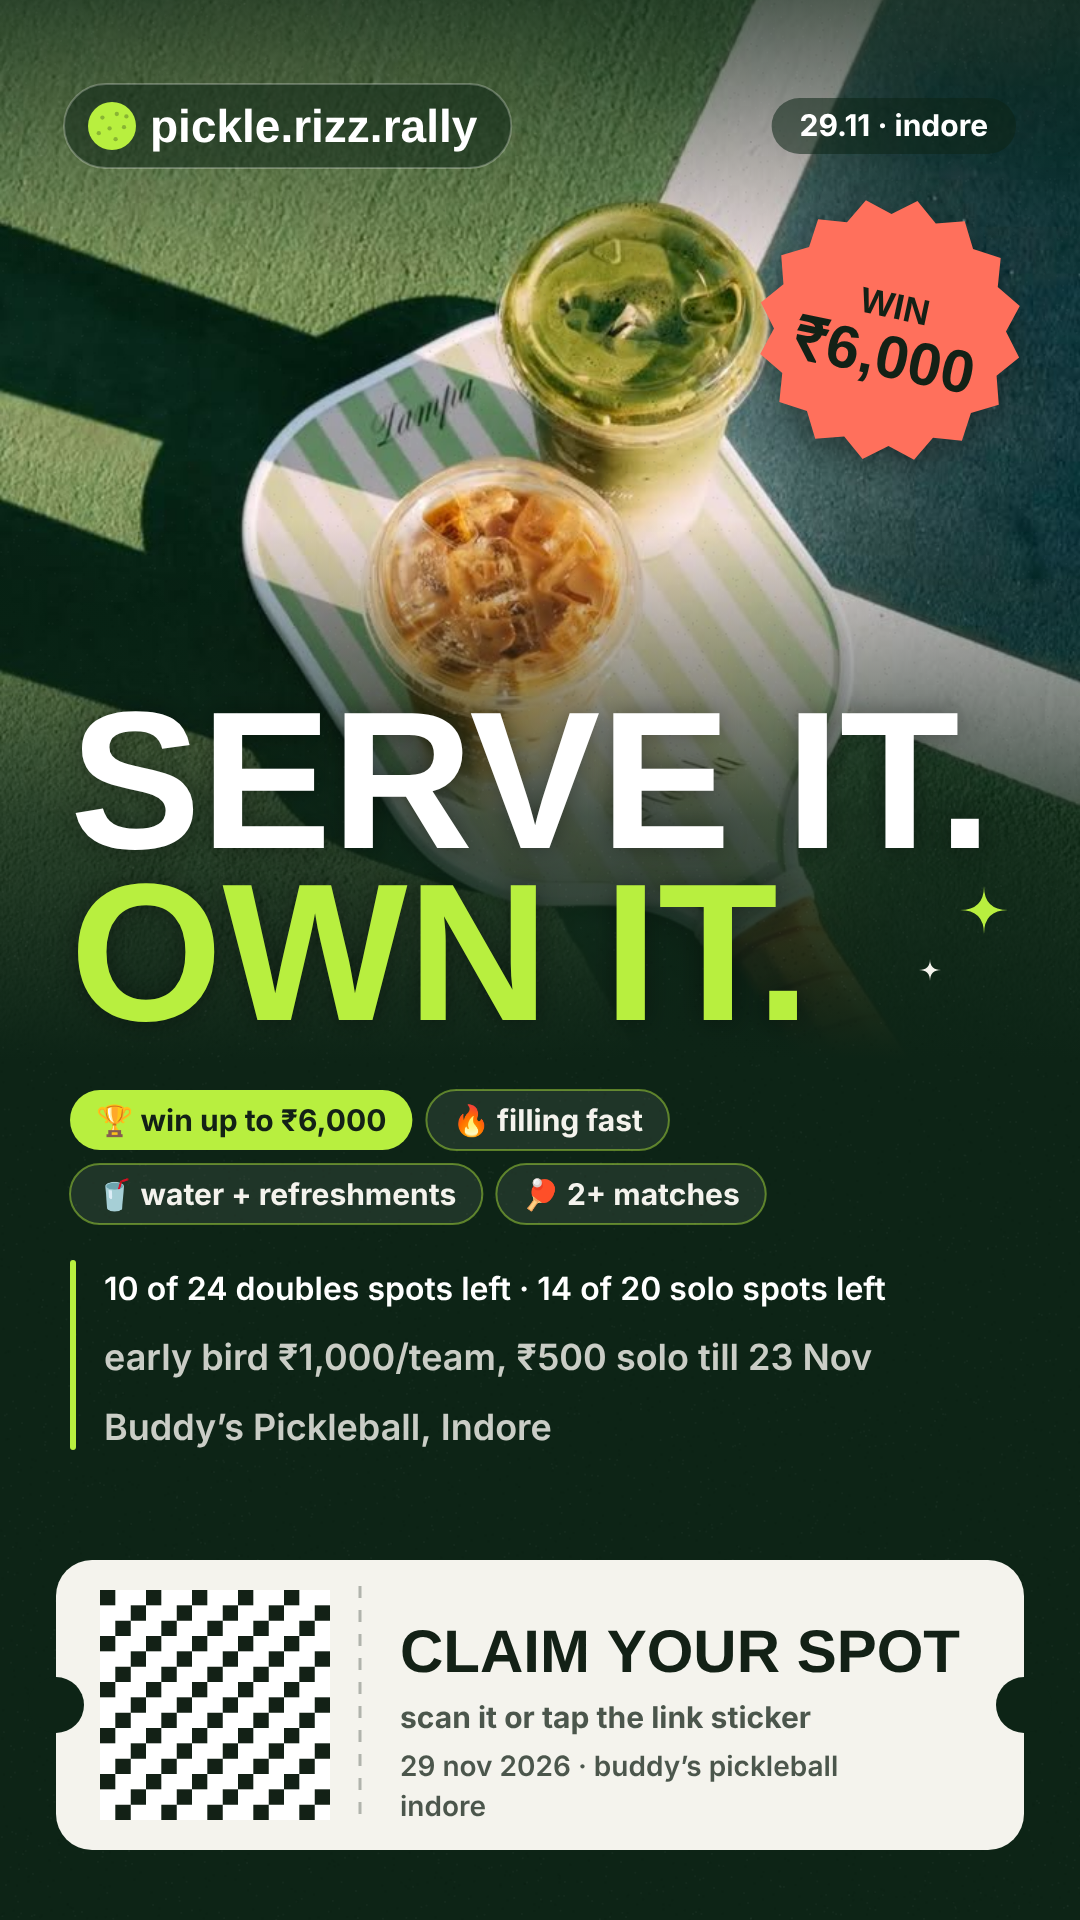 pickle.rizz.rally
29.11 · indore
WIN
₹6,000
Tampa
SERVE IT.
OWN IT.
🏆 win up to ₹6,000
🔥 filling fast
🥤 water + refreshments
🏓 2+ matches
10 of 24 doubles spots left · 14 of 20 solo spots left
early bird ₹1,000/team, ₹500 solo till 23 Nov
Buddy’s Pickleball, Indore
CLAIM YOUR SPOT
scan it or tap the link sticker
29 nov 2026 · buddy’s pickleball
indore